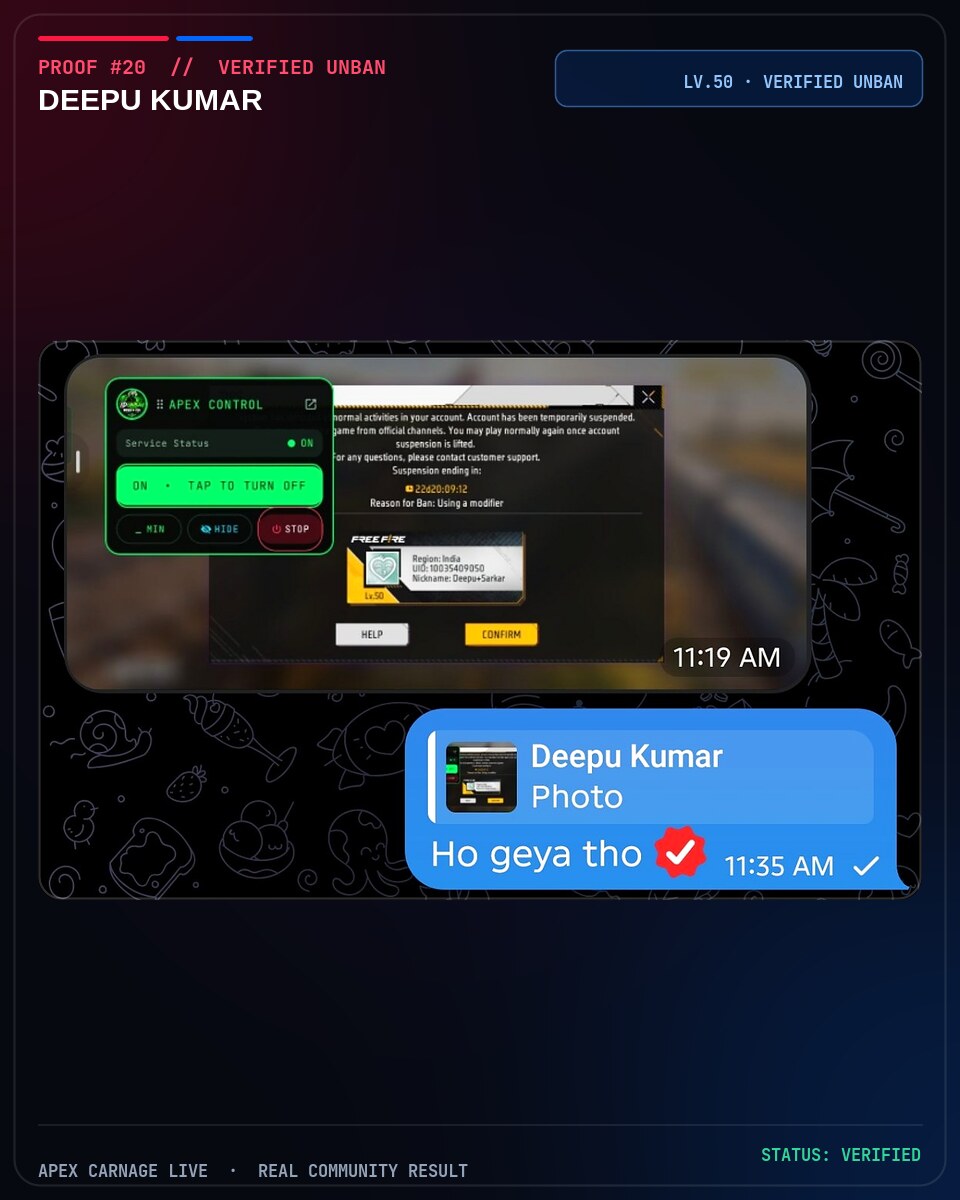 PROOF #20 // VERIFIED UNBAN
DEEPU KUMAR
LV.50 · VERIFIED UNBAN
APEX CONTROL
Service Status ON
ON · TAP TO TURN OFF
_ MIN HIDE STOP
normal activities in your account. Account has been temporarily suspended.
game from official channels. You may play normally again once account
suspension is lifted.
For any questions, please contact customer support.
Suspension ending in:
22d20:09:12
Reason for Ban: Using a modifier
FREE FIRE
Region: India
UID: 10035409050
Nickname: Deepu+Sarkar
Lv.50
HELP CONFIRM
11:19 AM
Deepu Kumar
Photo
Ho geya tho
11:35 AM
STATUS: VERIFIED
APEX CARNAGE LIVE · REAL COMMUNITY RESULT